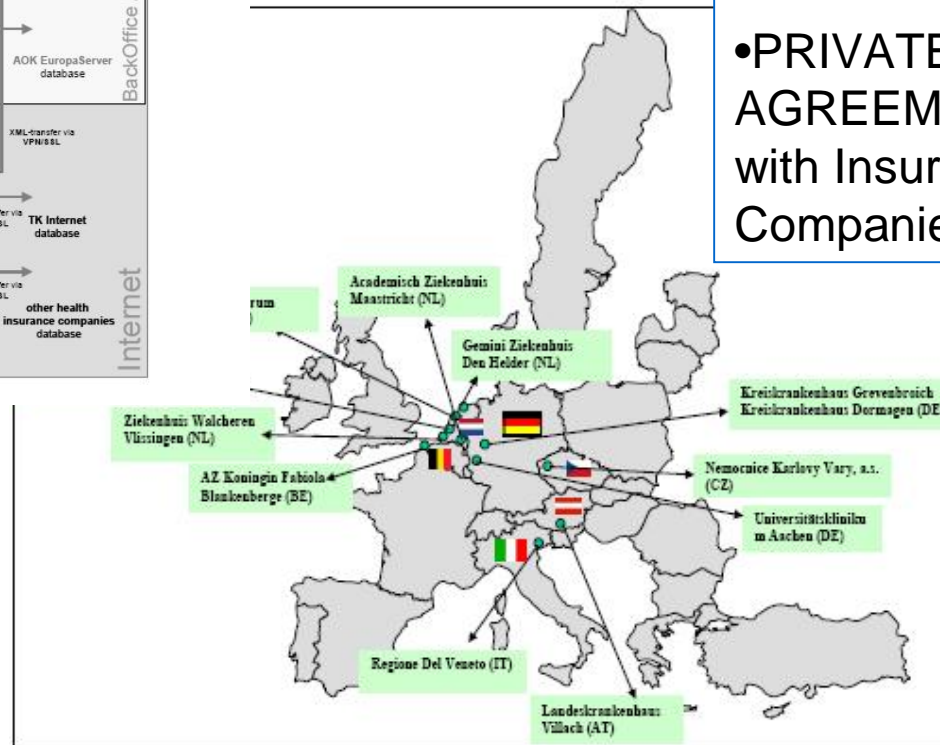 AOK EuropaServer
database
BackOffice
XML-transfer via
VPN/SSL
TK Internet
database
other health
insurance companies
database
Internet
•PRIVATE
with Insur
Companie
Academisch Ziekenhuis
Maastricht (NL)
Gemini Ziekenhuis
Den Helder (NL)
Kreiskrankenhaus Grevenbroich
Kreiskrankenhaus Dormagen (DE
Ziekenhuis Walcheren
Vlissingen (NL)
AZ Koningin Fabiola
Blankenberge (BE)
Nemocnice Karlovy Vary, a.s.
(CZ)
Universitätskliniku
m Aachen (DE)
Regione Del Veneto (IT)
Landeskrankenhaus
Villach (AT)